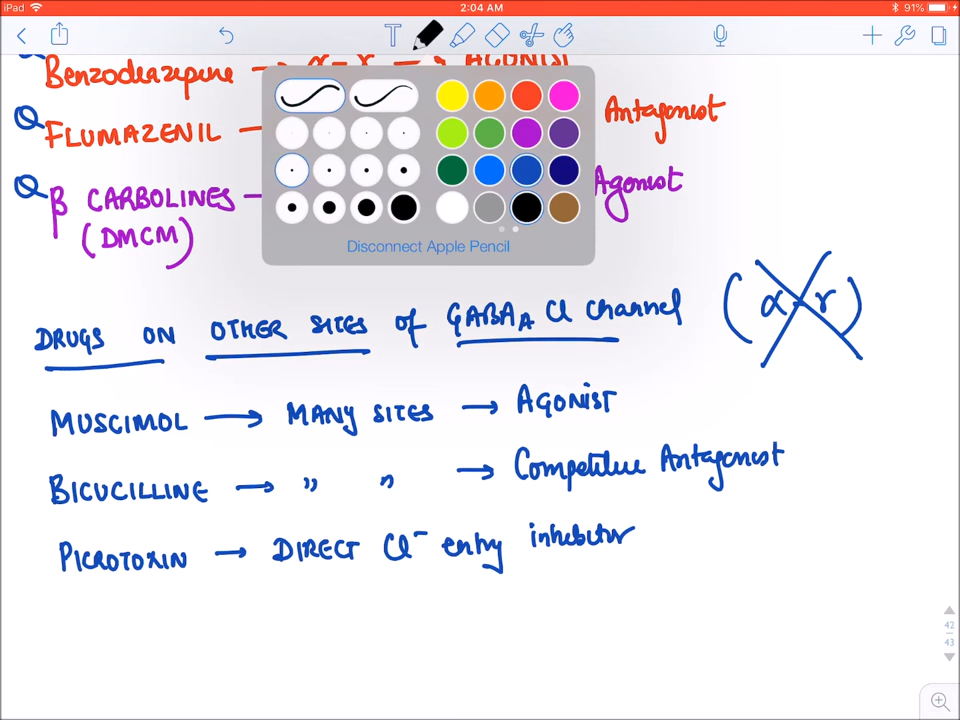 iPad 2:04 AM 91%
T
Benzodiazepine → α–γ → AGONIST
Q FLUMAZENIL – Antagonist
Q β CARBOLINES – Agonist
(DMCM)
Disconnect Apple Pencil
DRUGS ON OTHER SITES of GABAA Cl Channel (α γ)
MUSCIMOL → MANY SITES → AGONIST
BICUCILLINE → " " → Competitive Antagonist
PICROTOXIN → DIRECT Cl⁻ entry inhibitor
42
43